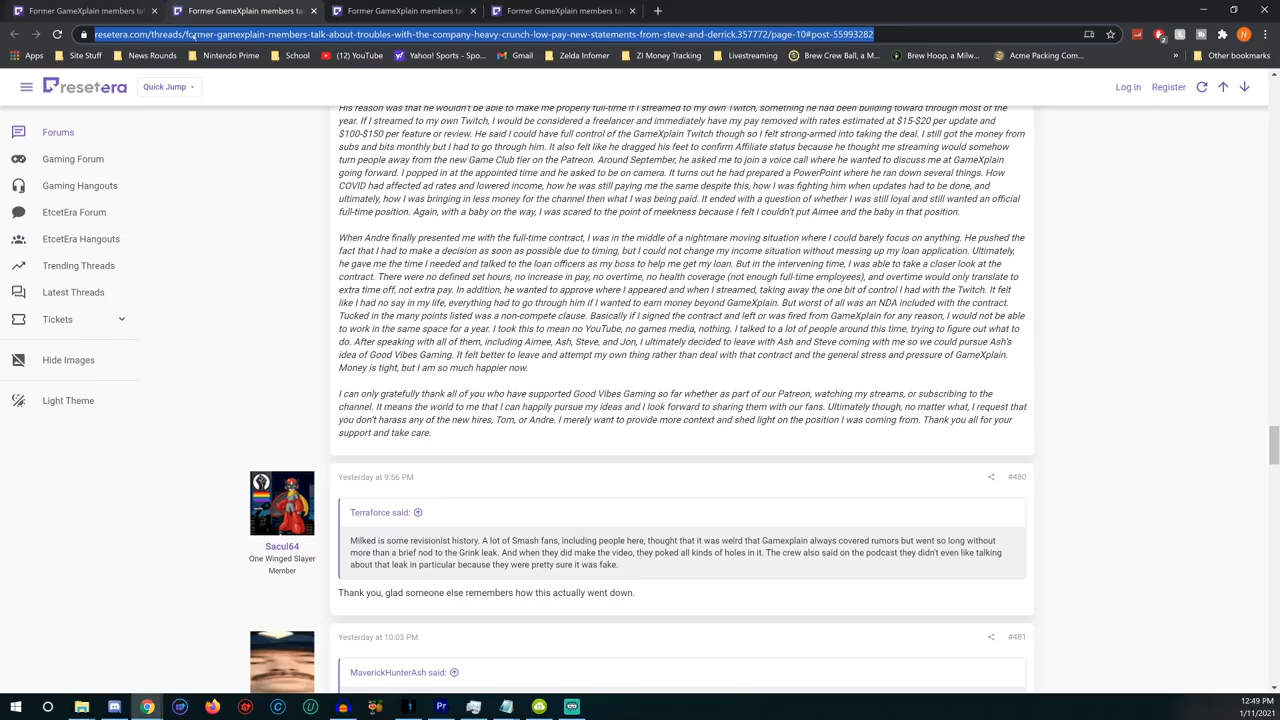 Former GameXplain members ta
Former GameXplain members ta
Former GameXplain members ta
Former GameXplain members ta
resetera.com/threads/former-gamexplain-members-talk-about-troubles-with-the-company-heavy-crunch-low-pay-new-statements-from-steve-and-derrick.357772/page-10#post-55993282
Apps
Site Stuff
News/Rounds
Nintendo Prime
School
(12) YouTube
Yahoo! Sports - Spo...
Gmail
Zelda Infomer
ZI Money Tracking
Livestreaming
Brew Crew Ball, a M...
Brew Hoop, a Milw...
Acme Packing Com...
Other bookmarks
resetera
Quick Jump
Log in
Register
Forums
Gaming Forum
Gaming Hangouts
EtcetEra Forum
EtcetEra Hangouts
Trending Threads
Latest Threads
Tickets
Hide Images
Light Theme
His reason was that he wouldn't be able to make me properly full-time if I streamed to my own Twitch, something he had been building toward through most of the
year. If I streamed to my own Twitch, I would be considered a freelancer and immediately have my pay removed with rates estimated at $15-$20 per update and
$100-$150 per feature or review. He said I could have full control of the GameXplain Twitch though so I felt strong-armed into taking the deal. I still got the money from
subs and bits monthly but I had to go through him. It also felt like he dragged his feet to confirm Affiliate status because he thought me streaming would somehow
turn people away from the new Game Club tier on the Patreon. Around September, he asked me to join a voice call where he wanted to discuss me at GameXplain
going forward. I popped in at the appointed time and he asked to be on camera. It turns out he had prepared a PowerPoint where he ran down several things. How
COVID had affected ad rates and lowered income, how he was still paying me the same despite this, how I was fighting him when updates had to be done, and
ultimately, how I was bringing in less money for the channel then what I was being paid. It ended with a question of whether I was still loyal and still wanted an official
full-time position. Again, with a baby on the way, I was scared to the point of meekness because I felt I couldn't put Aimee and the baby in that position.
When Andre finally presented me with the full-time contract, I was in the middle of a nightmare moving situation where I could barely focus on anything. He pushed the
fact that I had to make a decision as soon as possible due to timing, but I could not change my income situation without messing up my loan application. Ultimately,
he gave me the time I needed and talked to the loan officers as my boss to help me get my loan. But in the intervening time, I was able to take a closer look at the
contract. There were no defined set hours, no increase in pay, no overtime, no health coverage (not enough full-time employees), and overtime would only translate to
extra time off, not extra pay. In addition, he wanted to approve where I appeared and when I streamed, taking away the one bit of control I had with the Twitch. It felt
like I had no say in my life, everything had to go through him if I wanted to earn money beyond GameXplain. But worst of all was an NDA included with the contract.
Tucked in the many points listed was a non-compete clause. Basically if I signed the contract and left or was fired from GameXplain for any reason, I would not be able
to work in the same space for a year. I took this to mean no YouTube, no games media, nothing. I talked to a lot of people around this time, trying to figure out what to
do. After speaking with all of them, including Aimee, Ash, Steve, and Jon, I ultimately decided to leave with Ash and Steve coming with me so we could pursue Ash's
idea of Good Vibes Gaming. It felt better to leave and attempt my own thing rather than deal with that contract and the general stress and pressure of GameXplain.
Money is tight, but I am so much happier now.
I can only gratefully thank all of you who have supported Good Vibes Gaming so far whether as part of our Patreon, watching my streams, or subscribing to the
channel. It means the world to me that I can happily pursue my ideas and I look forward to sharing them with our fans. Ultimately though, no matter what, I request that
you don't harass any of the new hires, Tom, or Andre. I merely want to provide more context and shed light on the position I was coming from. Thank you all for your
support and take care.
Sacul64
One Winged Slayer
Member
Yesterday at 9:56 PM
#480
Terraforce said:
Milked is some revisionist history. A lot of Smash fans, including people here, thought that it was weird that Gamexplain always covered rumors but went so long without
more than a brief nod to the Grink leak. And when they did make the video, they poked all kinds of holes in it. The crew also said on the podcast they didn't even like talking
about that leak in particular because they were pretty sure it was fake.
Thank you, glad someone else remembers how this actually went down.
Yesterday at 10:03 PM
#481
MaverickHunterAsh said:
12:49 PM
1/11/2021